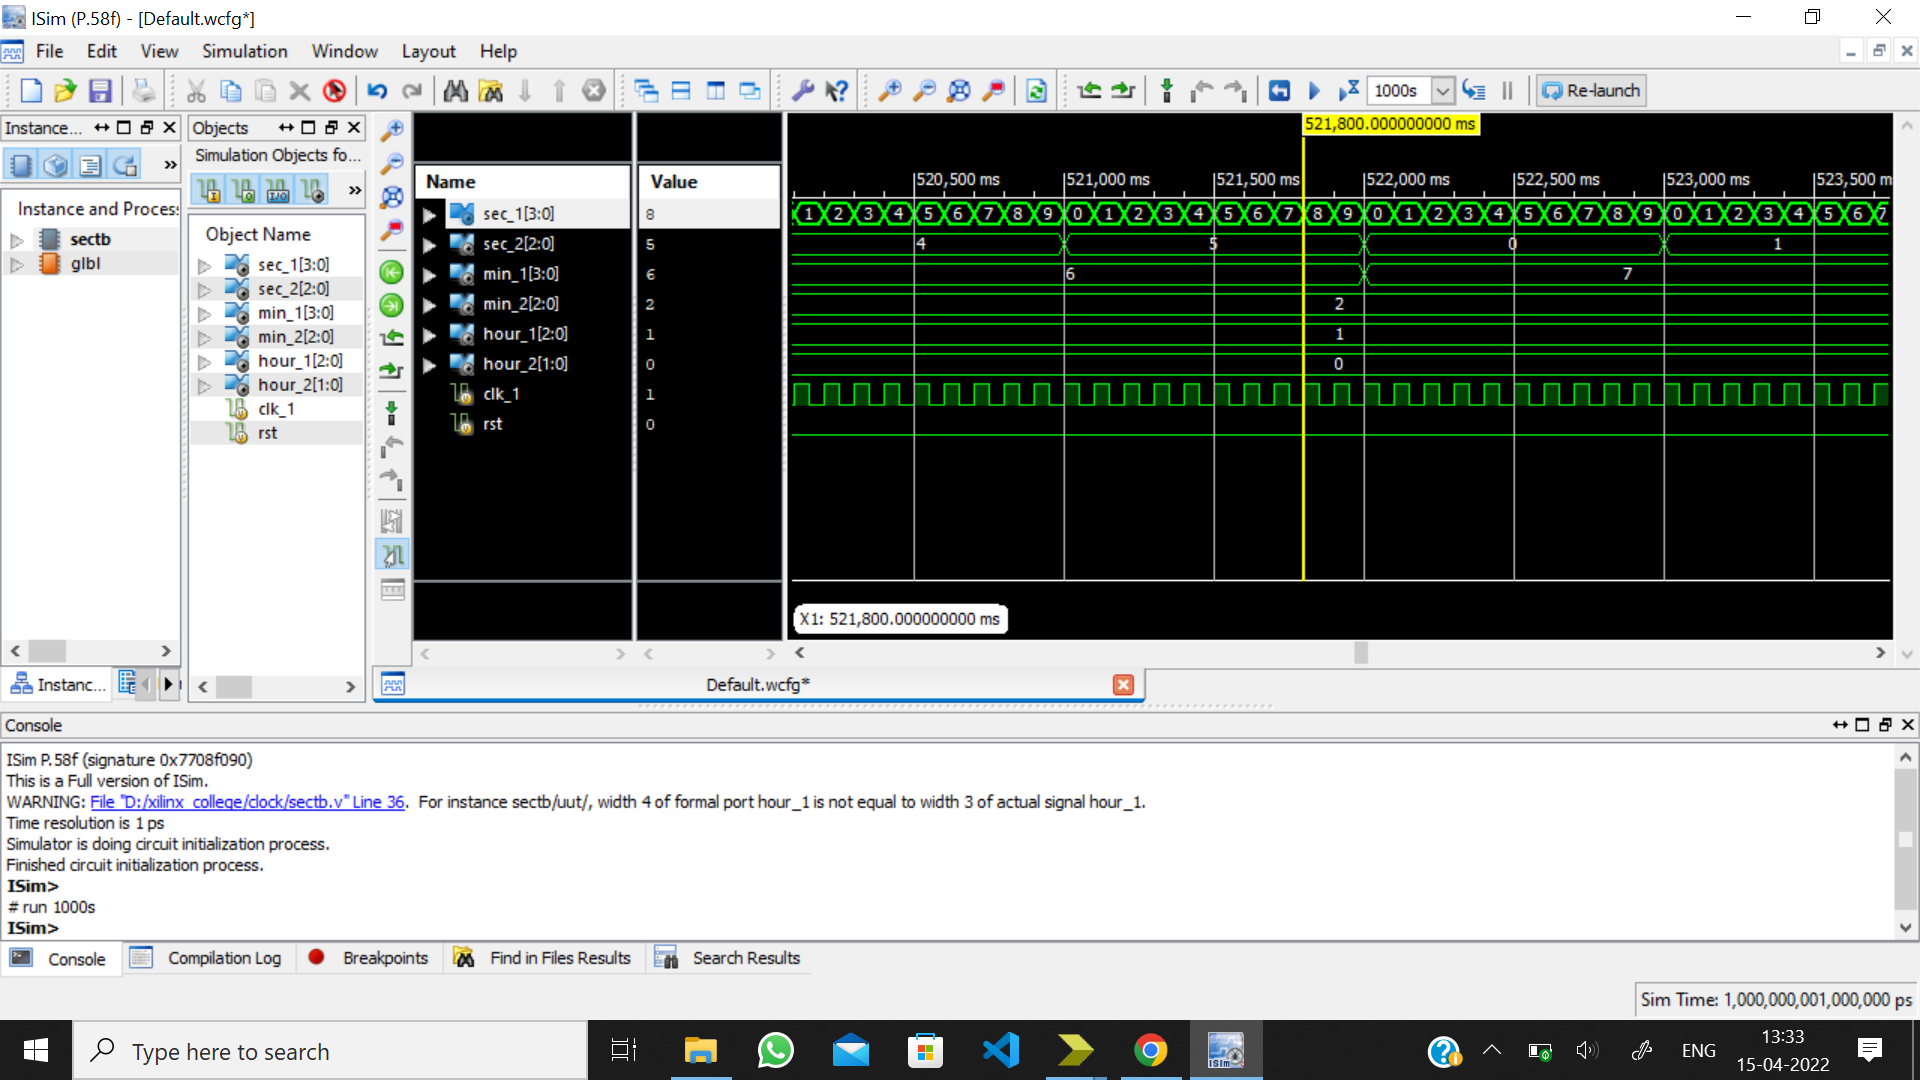 ISim (P.58f) - [Default.wcfg*]
File Edit View Simulation Window Layout Help
1000s Re-launch
Instance...
Objects
Simulation Objects fo...
Instance and Proces
sectb
glbl
Object Name
sec_1[3:0]
sec_2[2:0]
min_1[3:0]
min_2[2:0]
hour_1[2:0]
hour_2[1:0]
clk_1
rst
Name Value
sec_1[3:0] 8
sec_2[2:0] 5
min_1[3:0] 6
min_2[2:0] 2
hour_1[2:0] 1
hour_2[1:0] 0
clk_1 1
rst 0
521,800.000000000 ms
520,500 ms 521,000 ms 521,500 ms 522,000 ms 522,500 ms 523,000 ms 523,500 m
1 2 3 4 5 6 7 8 9 0 1 2 3 4 5 6 7 8 9 0 1 2 3 4 5 6 7 8 9 0 1 2 3 4 5 6 7
4 5 0 1
6 7
2
1
0
X1: 521,800.000000000 ms
Instanc...
Default.wcfg*
Console
ISim P.58f (signature 0x7708f090)
This is a Full version of ISim.
WARNING: File "D:/xilinx_college/clock/sectb.v" Line 36. For instance sectb/uut/, width 4 of formal port hour_1 is not equal to width 3 of actual signal hour_1.
Time resolution is 1 ps
Simulator is doing circuit initialization process.
Finished circuit initialization process.
ISim>
# run 1000s
ISim>
Console Compilation Log Breakpoints Find in Files Results Search Results
Sim Time: 1,000,000,001,000,000 ps
Type here to search
ISim
ENG
13:33
15-04-2022